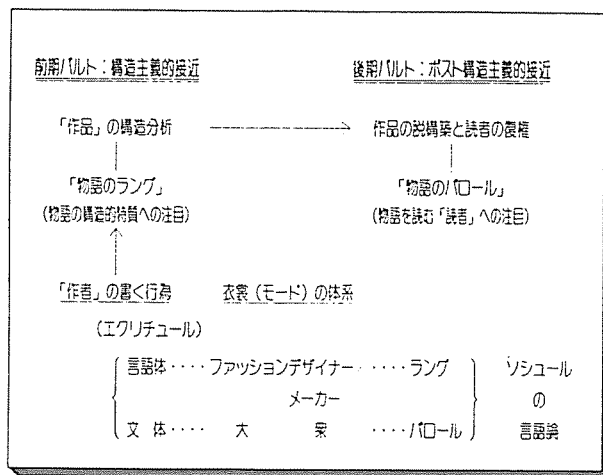 前期バルト：構造主義的接近
後期バルト：ポスト構造主義的接近
「作品」の構造分析
作品の脱構築と読者の復権
「物語のラング」
「物語のパロール」
(物語の構造的特質への注目)
(物語を読む「読者」への注目)
「作者」の書く行為
衣裳（モード）の体系
(エクリチュール)
言語体････ファッションデザイナー ････ラング
メーカー
文 体････ 大 衆 ････パロール
ソシュール
の
言語論